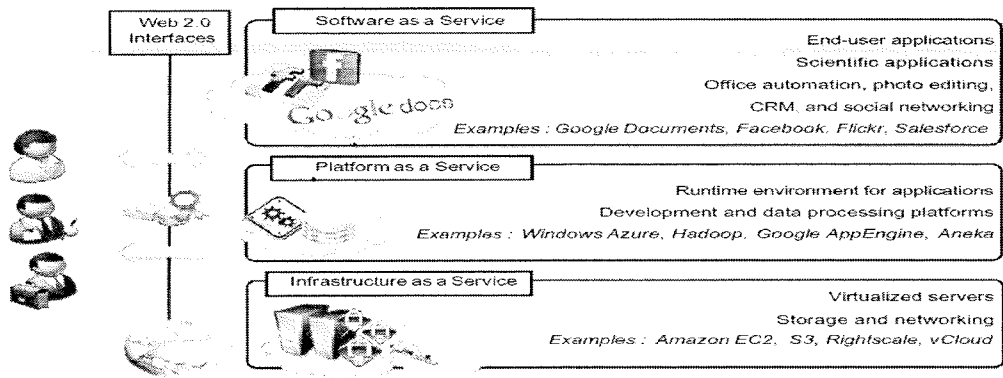 Web 2.0
Interfaces
Software as a Service
End-user applications
Scientific applications
Office automation, photo editing,
CRM, and social networking
Examples : Google Documents, Facebook, Flickr, Salesforce
f
Google docs
Platform as a Service
Runtime environment for applications
Development and data processing platforms
Examples : Windows Azure, Hadoop, Google AppEngine, Aneka
Infrastructure as a Service
Virtualized servers
Storage and networking
Examples : Amazon EC2, S3, Rightscale, vCloud